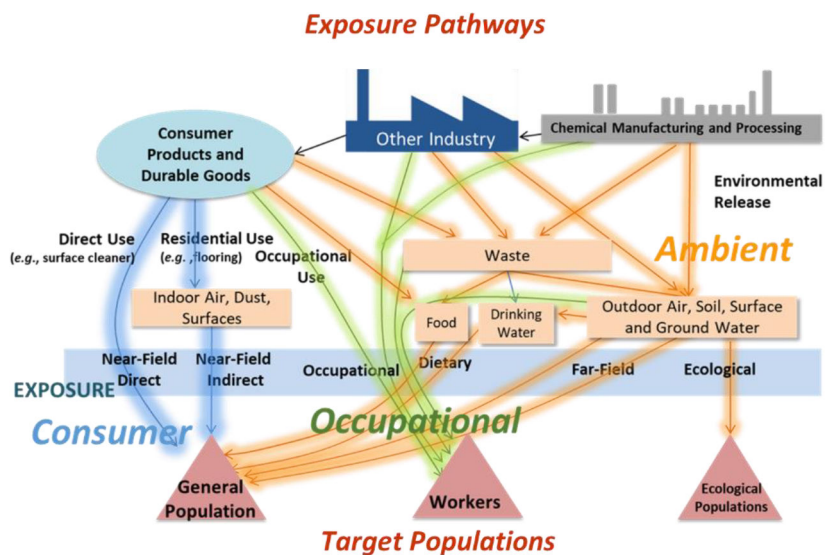 Exposure Pathways
Consumer
Products and
Durable Goods
Other Industry
Chemical Manufacturing and Processing
Environmental
Release
Direct Use
(e.g., surface cleaner)
Residential Use
(e.g. ,flooring)
Occupational
Use
Ambient
Waste
Indoor Air, Dust,
Surfaces
Food
Drinking
Water
Outdoor Air, Soil, Surface
and Ground Water
Near-Field
Direct
Near-Field
Indirect
Occupational
Dietary
Far-Field
Ecological
EXPOSURE
Consumer
Occupational
General
Population
Workers
Ecological
Populations
Target Populations